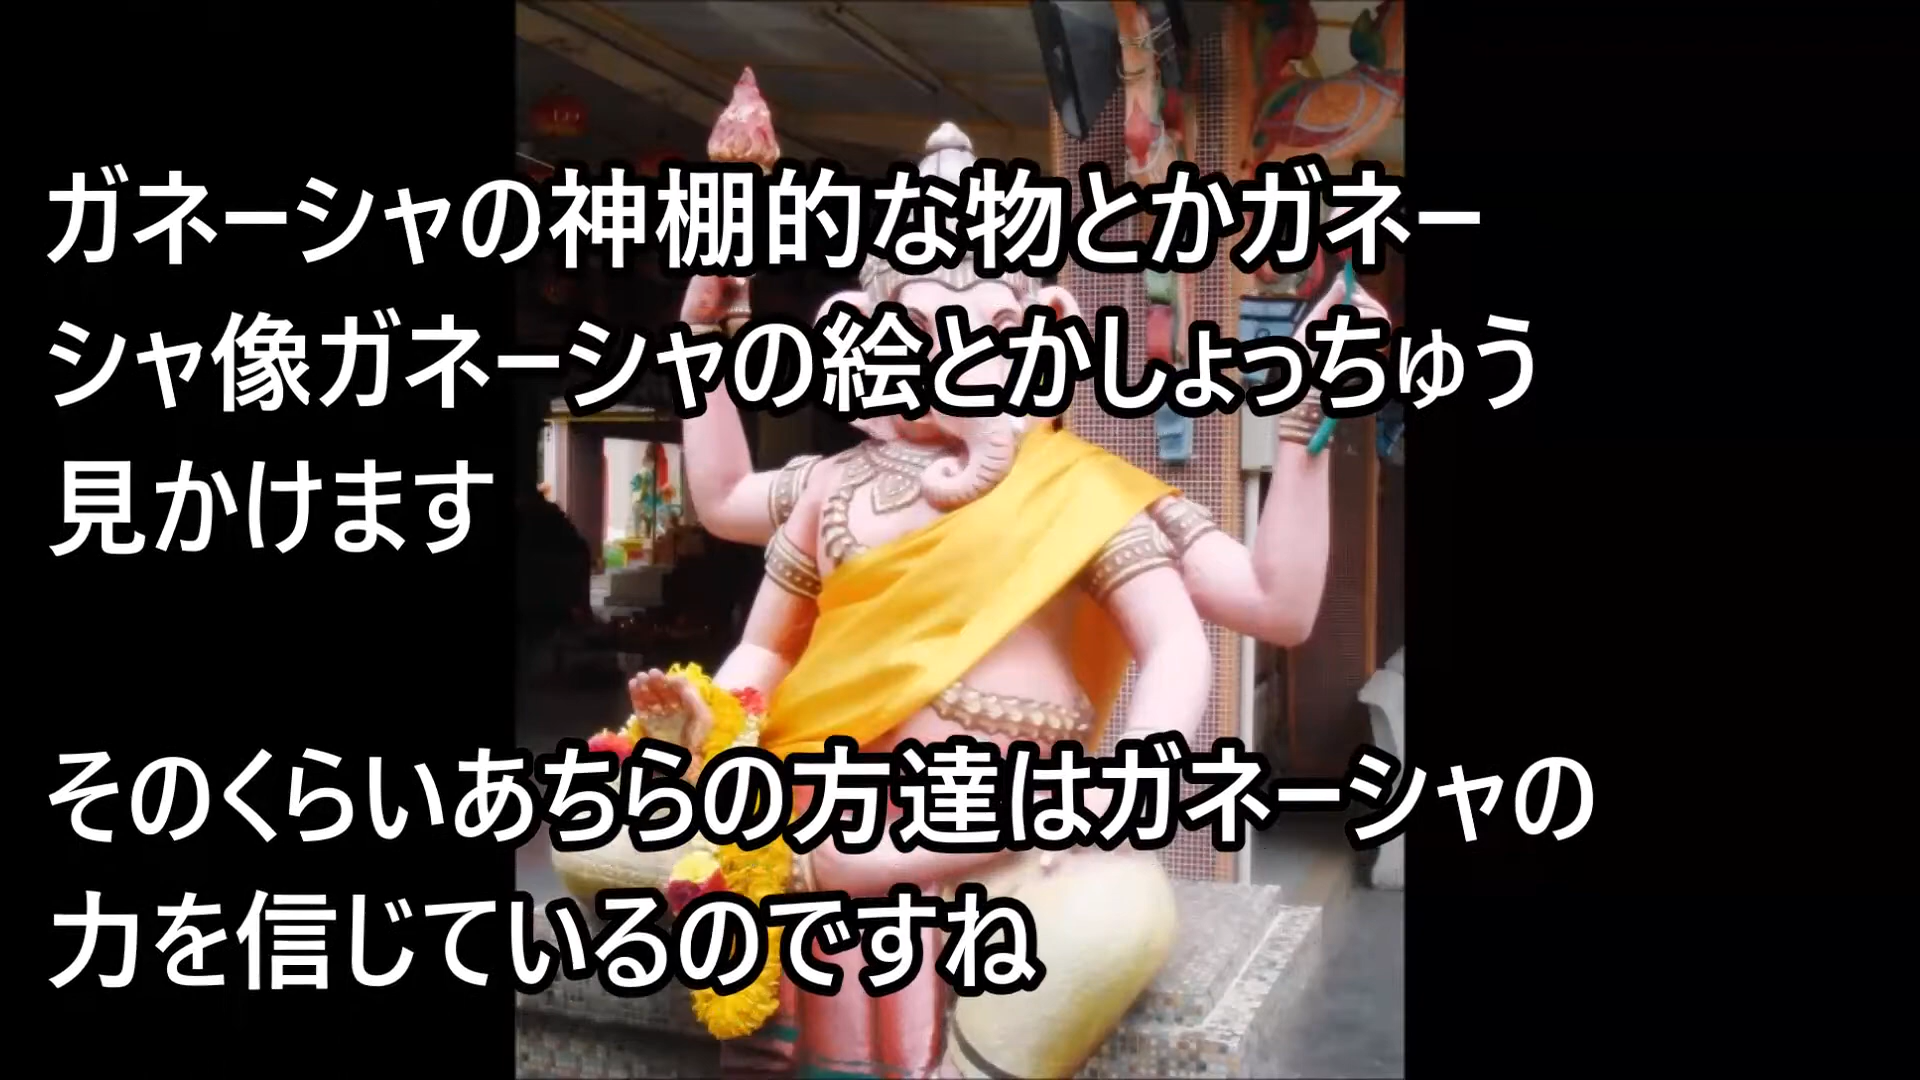 ガネーシャの神棚的な物とかガネー
シャ像ガネーシャの絵とかしょっちゅう
見かけます
そのくらいあちらの方達はガネーシャの
力を信じているのですね